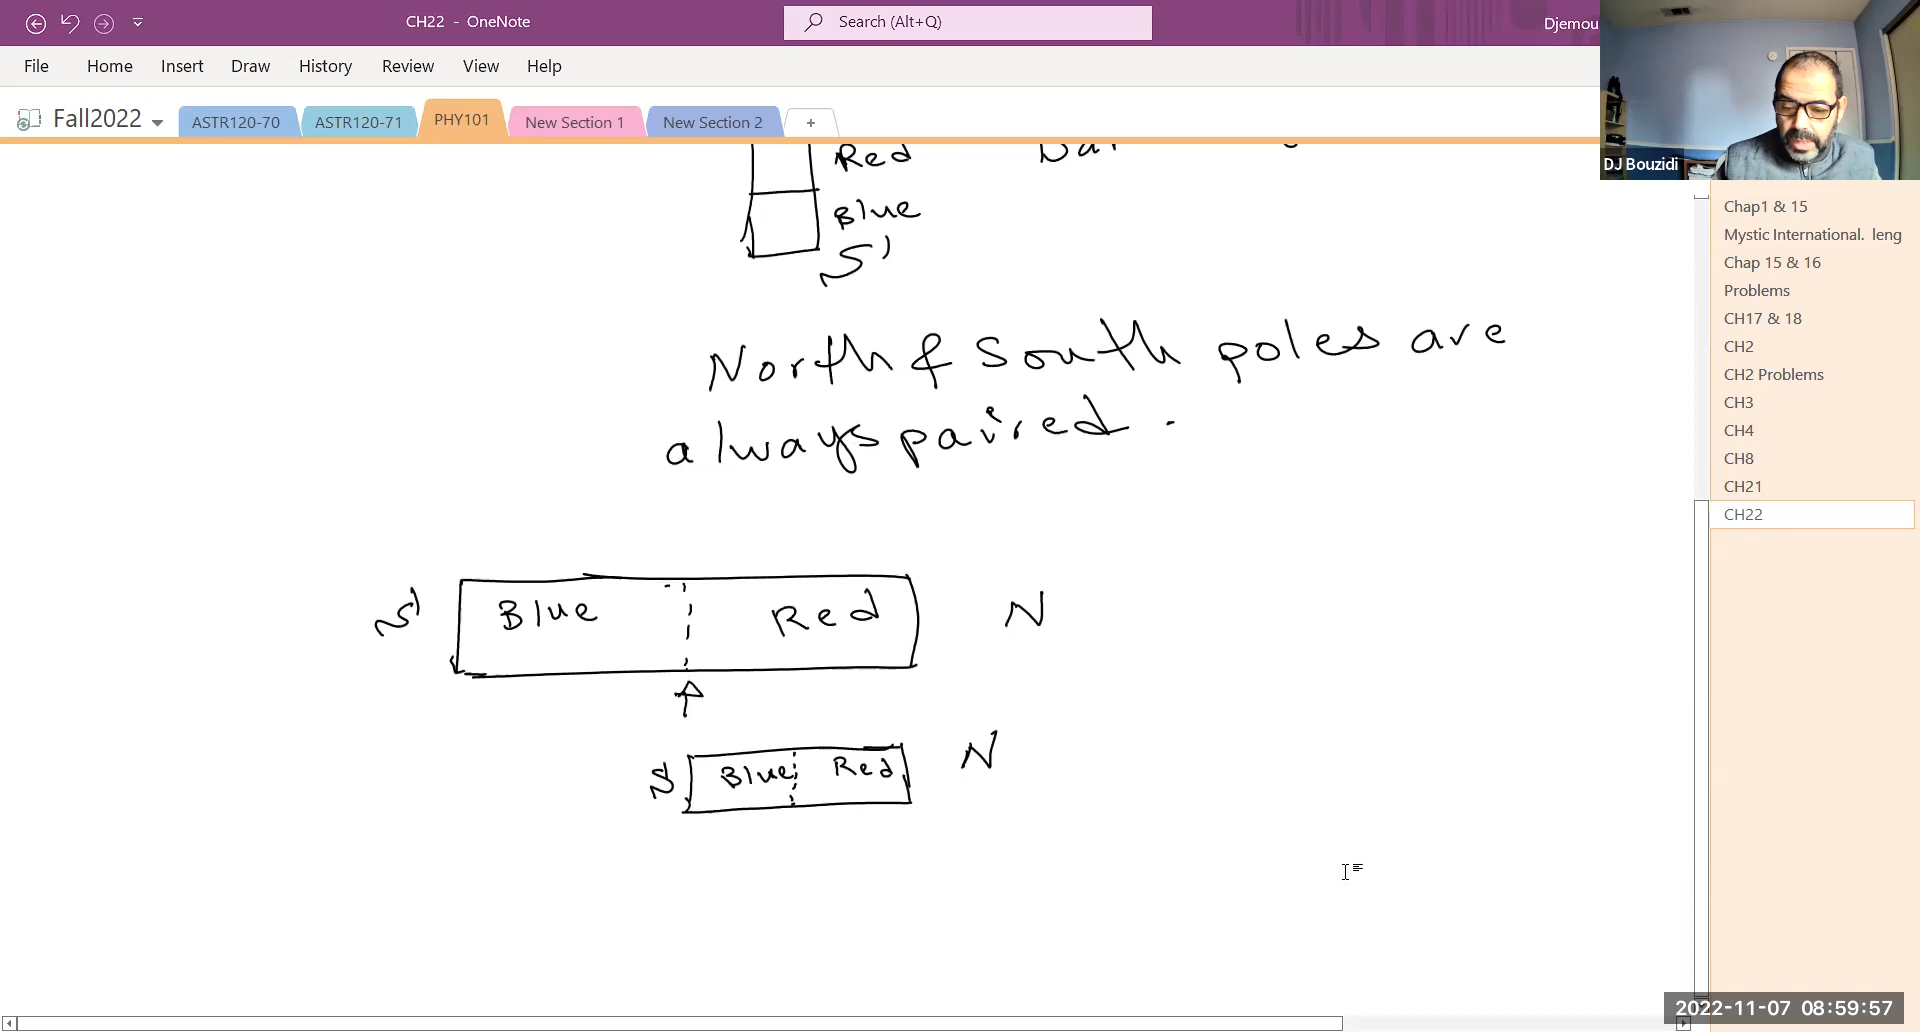 CH22 - OneNote
Search (Alt+Q)
Djemou
File Home Insert Draw History Review View Help
Fall2022
ASTR120-70
ASTR120-71
PHY101
New Section 1
New Section 2
+
DJ Bouzidi
Chap1 & 15
Mystic International. leng
Chap 15 & 16
Problems
CH17 & 18
CH2
CH2 Problems
CH3
CH4
CH8
CH21
CH22
Red
Blue
S
North & South poles are
always paired.
S Blue Red N
S Blue Red N
2022-11-07 08:59:57